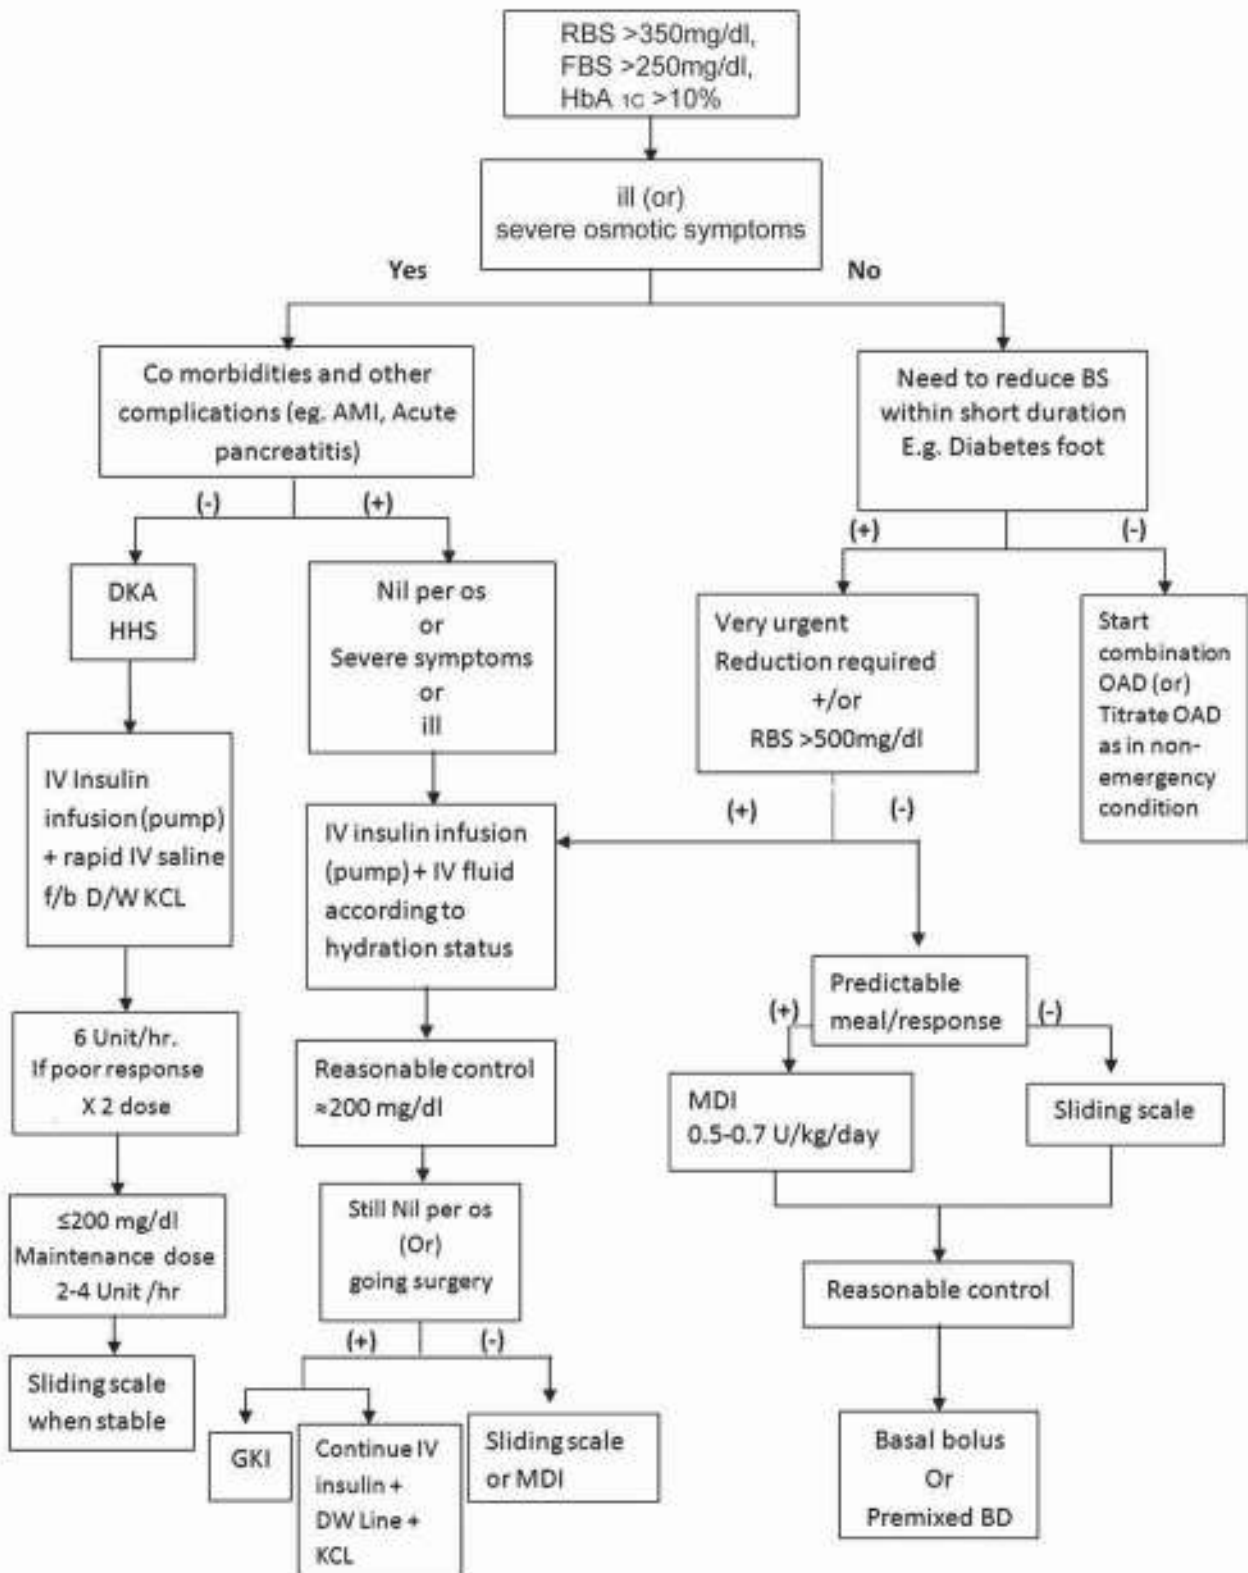 RBS >350mg/dl,
FBS >250mg/dl,
HbA 1C >10%
ill (or)
severe osmotic symptoms
Yes
No
Co morbidities and other
complications (eg. AMI, Acute
pancreatitis)
Need to reduce BS
within short duration
E.g. Diabetes foot
(-)
(+)
(+)
(-)
DKA
HHS
Nil per os
or
Severe symptoms
or
ill
Very urgent
Reduction required
+/or
RBS >500mg/dl
Start
combination
OAD (or)
Titrate OAD
as in non-
emergency
condition
IV Insulin
infusion (pump)
+ rapid IV saline
f/b D/W KCL
(+)
(-)
IV insulin infusion
(pump) + IV fluid
according to
hydration status
Predictable
meal/response
(+)
(-)
6 Unit/hr.
If poor response
X 2 dose
Reasonable control
≈200 mg/dl
MDI
0.5-0.7 U/kg/day
Sliding scale
≤200 mg/dl
Maintenance dose
2-4 Unit /hr
Still Nil per os
(Or)
going surgery
Reasonable control
(+)
(-)
Sliding scale
when stable
GKI
Continue IV
insulin +
DW Line +
KCL
Sliding scale
or MDI
Basal bolus
Or
Premixed BD